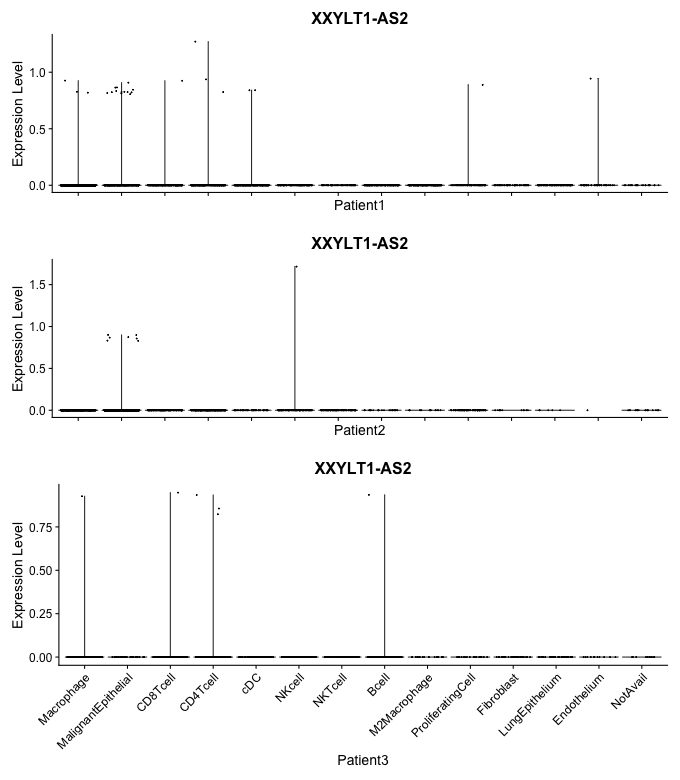 XXYLT1-AS2
Expression Level
1.0
0.5
0.0
Patient1
XXYLT1-AS2
Expression Level
1.5
1.0
0.5
0.0
Patient2
XXYLT1-AS2
Expression Level
0.75
0.50
0.25
0.00
Macrophage
MalignantEpithelial
CD8Tcell
CD4Tcell
cDC
NKcell
NKTcell
Bcell
M2Macrophage
ProliferatingCell
Fibroblast
LungEpithelium
Endothelium
NotAvail
Patient3